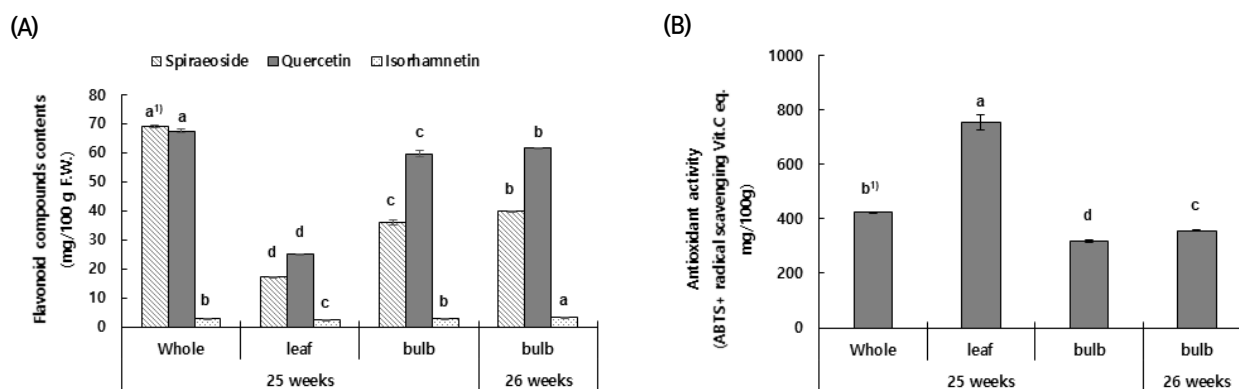 (A)
Spiraeoside Quercetin Isorhamnetin
Flavonoid compounds contents
(mg/100 g F.W.)
80
70
60
50
40
30
20
10
0
a1) a b
d d c
c c b
b b a
Whole leaf bulb bulb
25 weeks 26 weeks
(B)
Antioxidant activity
(ABTS+ radical scavenging Vit.C eq.
mg/100g)
1000
800
600
400
200
0
b1) a d c
Whole leaf bulb bulb
25 weeks 26 weeks